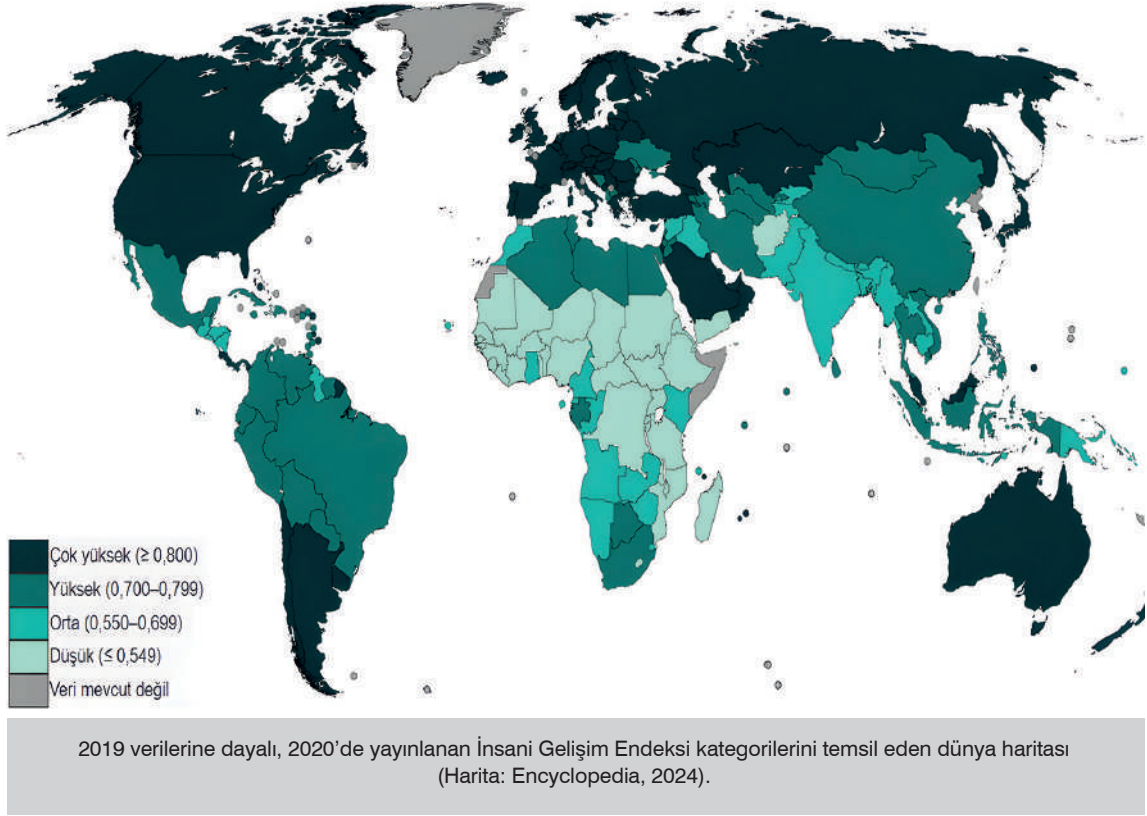 Çok yüksek (≥ 0,800)
Yüksek (0,700–0,799)
Orta (0,550–0,699)
Düşük (≤ 0,549)
Veri mevcut değil
2019 verilerine dayalı, 2020’de yayınlanan İnsani Gelişim Endeksi kategorilerini temsil eden dünya haritası
(Harita: Encyclopedia, 2024).